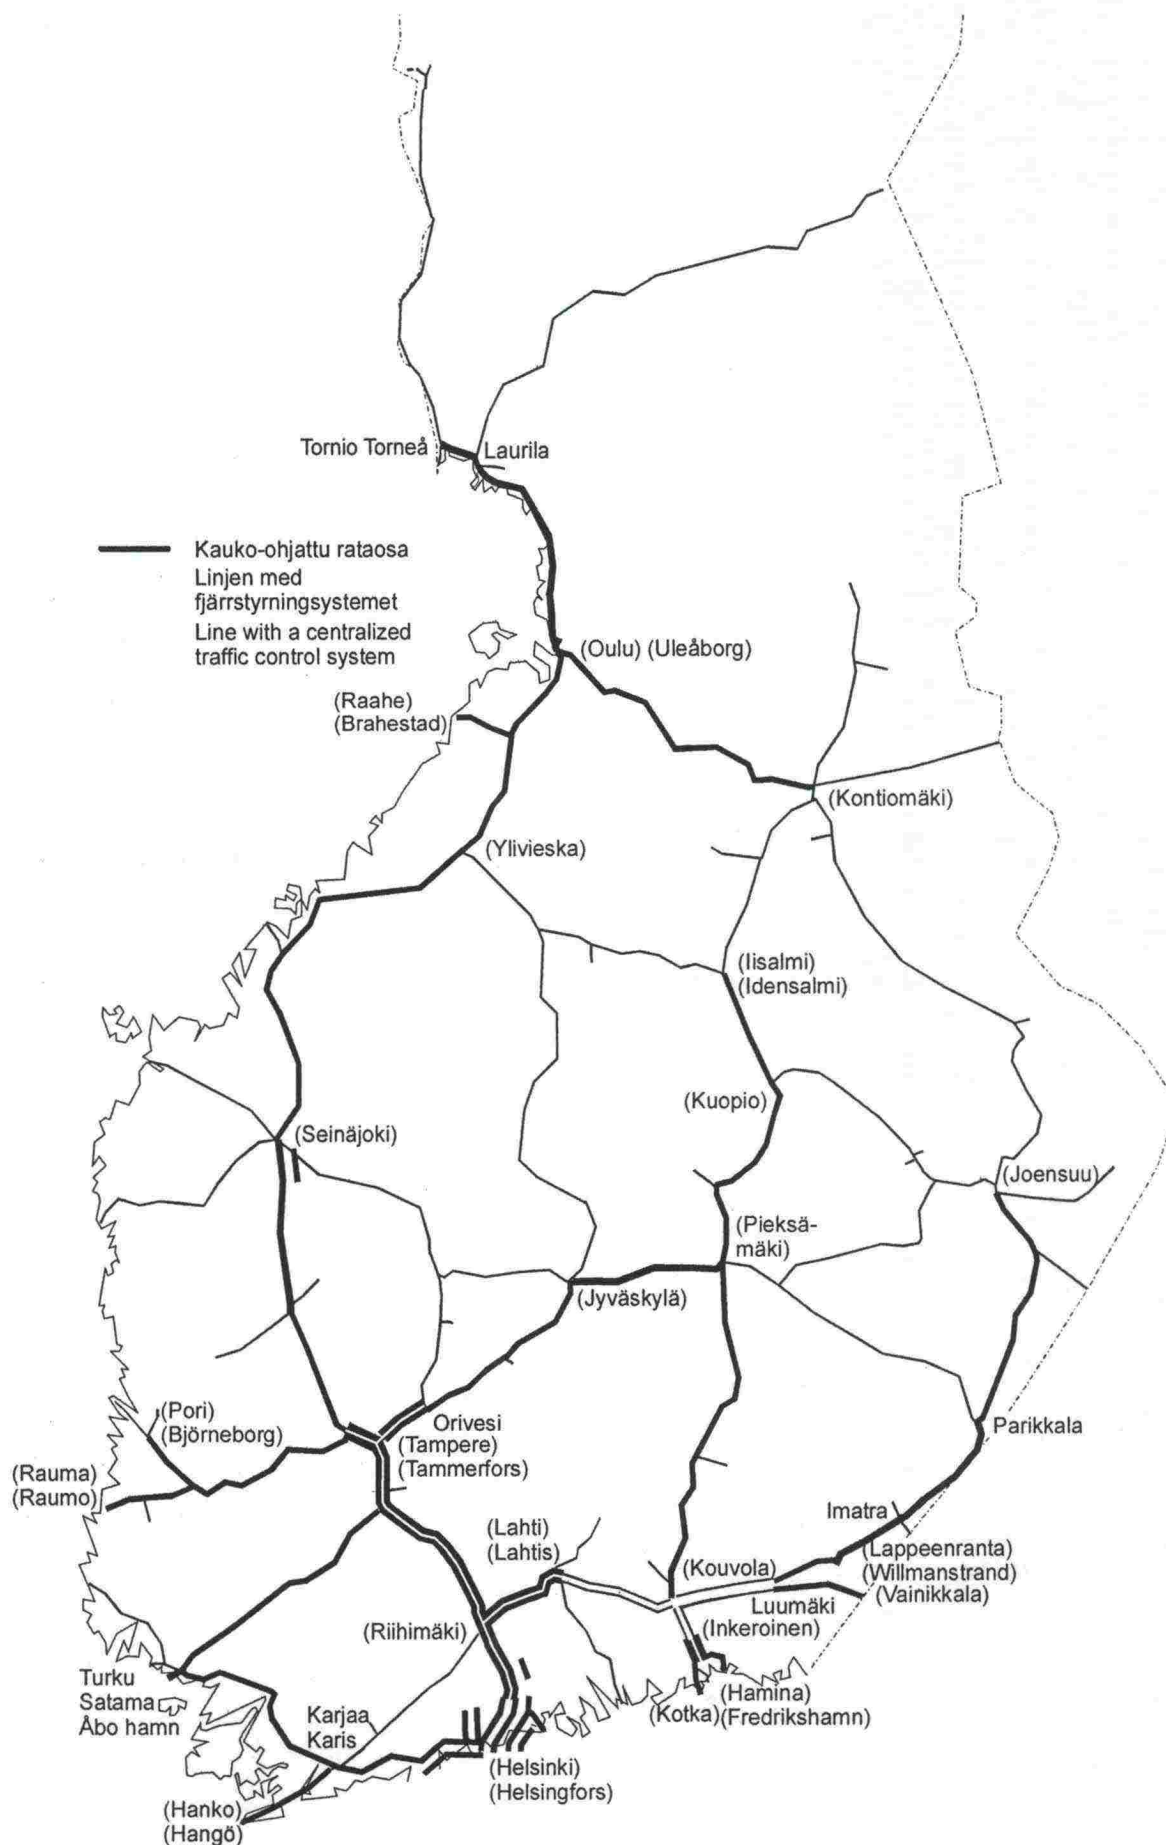 Tornio Torneå
Laurila
Kauko-ohjattu rataosa
Linjen med
fjärrstyrningsystemet
Line with a centralized
traffic control system
(Oulu) (Uleåborg)
(Raahe)
(Brahestad)
(Kontiomäki)
(Ylivieska)
(Iisalmi)
(Idensalmi)
(Kuopio)
(Seinäjoki)
(Joensuu)
(Pieksä-
mäki)
(Jyväskylä)
(Pori)
(Björneborg)
Orivesi
(Tampere)
(Tammerfors)
Parikkala
(Rauma)
(Raumo)
Imatra
(Lahti)
(Lahtis)
(Kouvola)
(Lappeenranta)
(Willmanstrand)
(Vainikkala)
Luumäki
(Inkeroinen)
(Riihimäki)
Turku
Satama
Åbo hamn
Karjaa
Karis
(Kotka)
(Hamina)
(Fredrikshamn)
(Helsinki)
(Helsingfors)
(Hanko)
(Hangö)